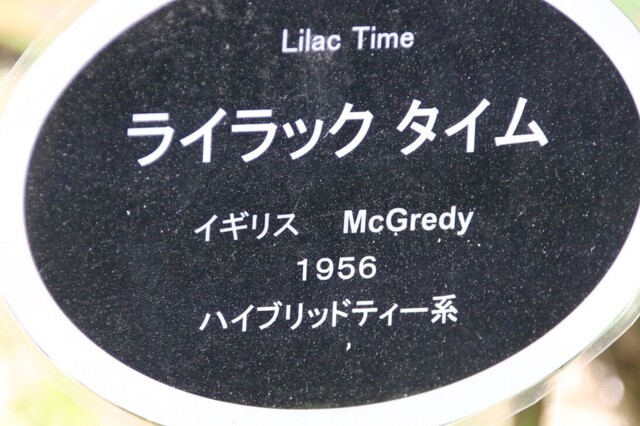 Lilac Time
ライラック タイム
イギリス McGredy
1956
ハイブリッドティー系